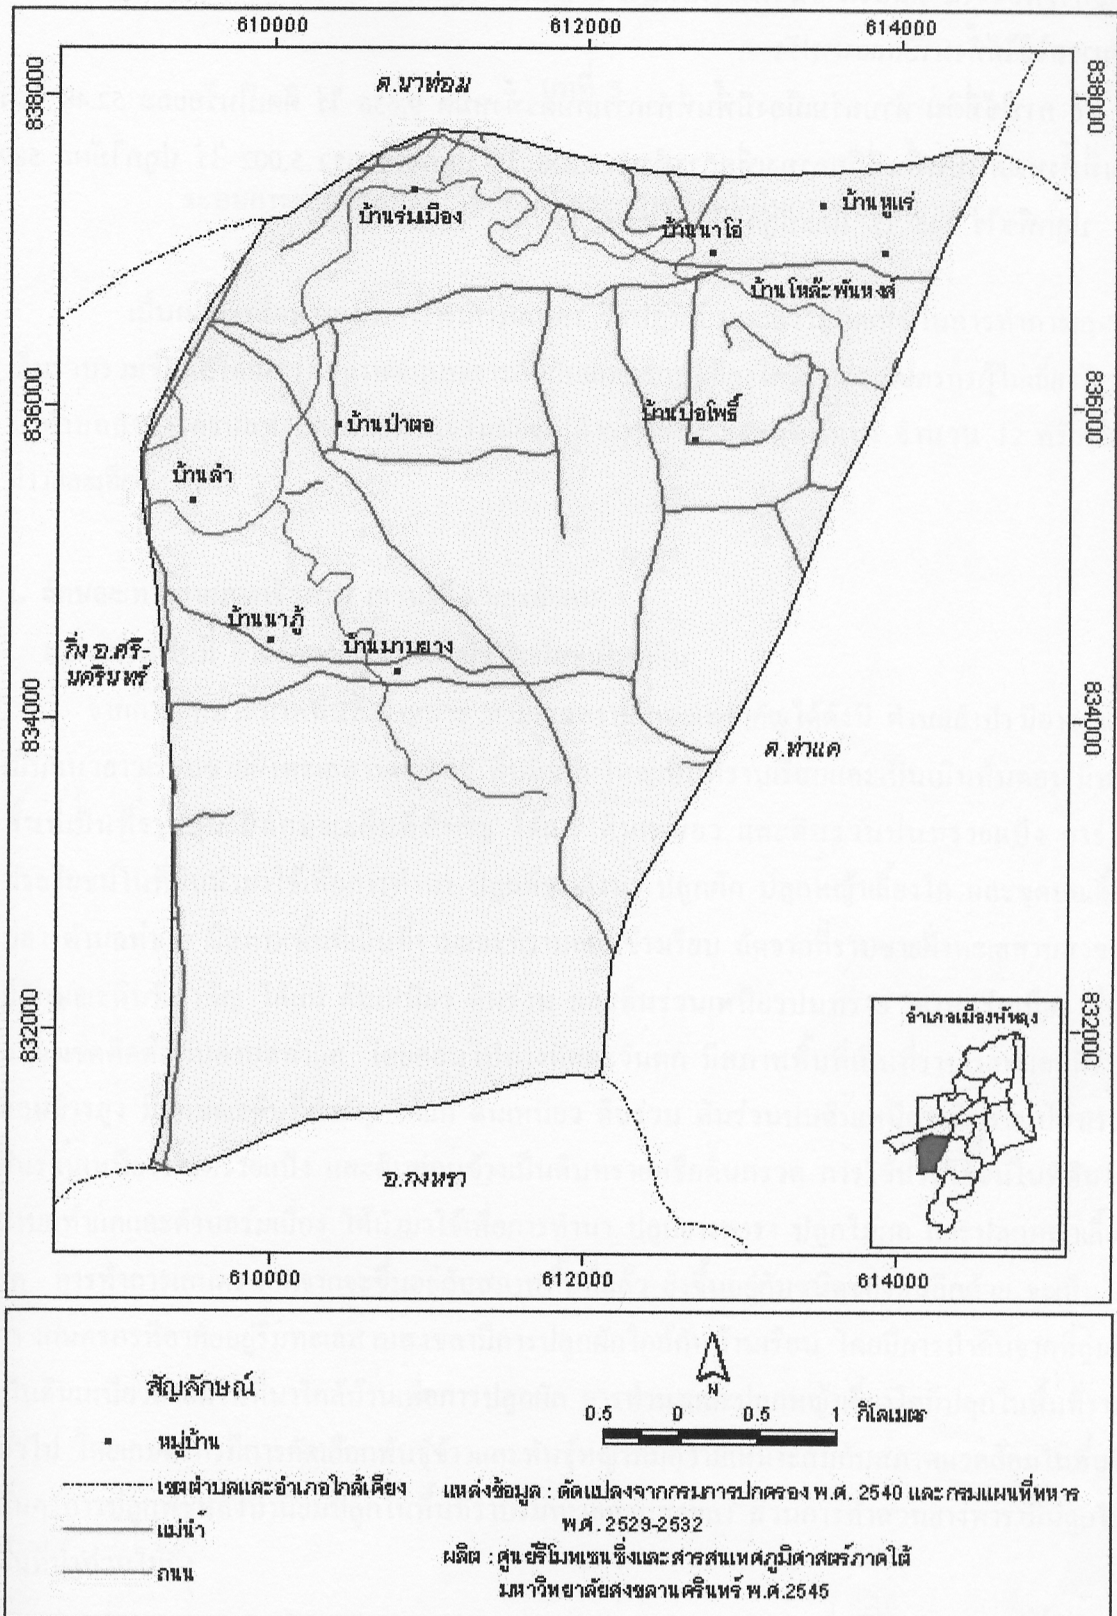 610000 612000 614000
838000 838000
ต.นาท่อม
บ้านร่มเมือง
บ้านหูแร่
บ้านนาโอ่
บ้านโหล๊ะพันหงส์
836000 836000
บ้านป่าตอ
บ้านบ่อโพธิ์
บ้านลำ
บ้านนาภู้
บ้านมาบยาง
กิ่ง อ.ศรี-
นครินทร์
834000 834000
ต.ท่าแค
832000 832000
อำเภอเมืองพัทลุง
อ.กงหรา
610000 612000 614000
สัญลักษณ์
หมู่บ้าน
เขตตำบลและอำเภอใกล้เคียง
แม่น้ำ
ถนน
N
0.5 0 0.5 1 กิโลเมตร
แหล่งข้อมูล : ดัดแปลงจากกรมการปกครอง พ.ศ. 2540 และกรมแผนที่ทหาร
พ.ศ. 2529-2532
ผลิต : ศูนย์รีโมทเซนซิ่งและสารสนเทศภูมิศาสตร์ภาคใต้
มหาวิทยาลัยสงขลานครินทร์ พ.ศ.2545